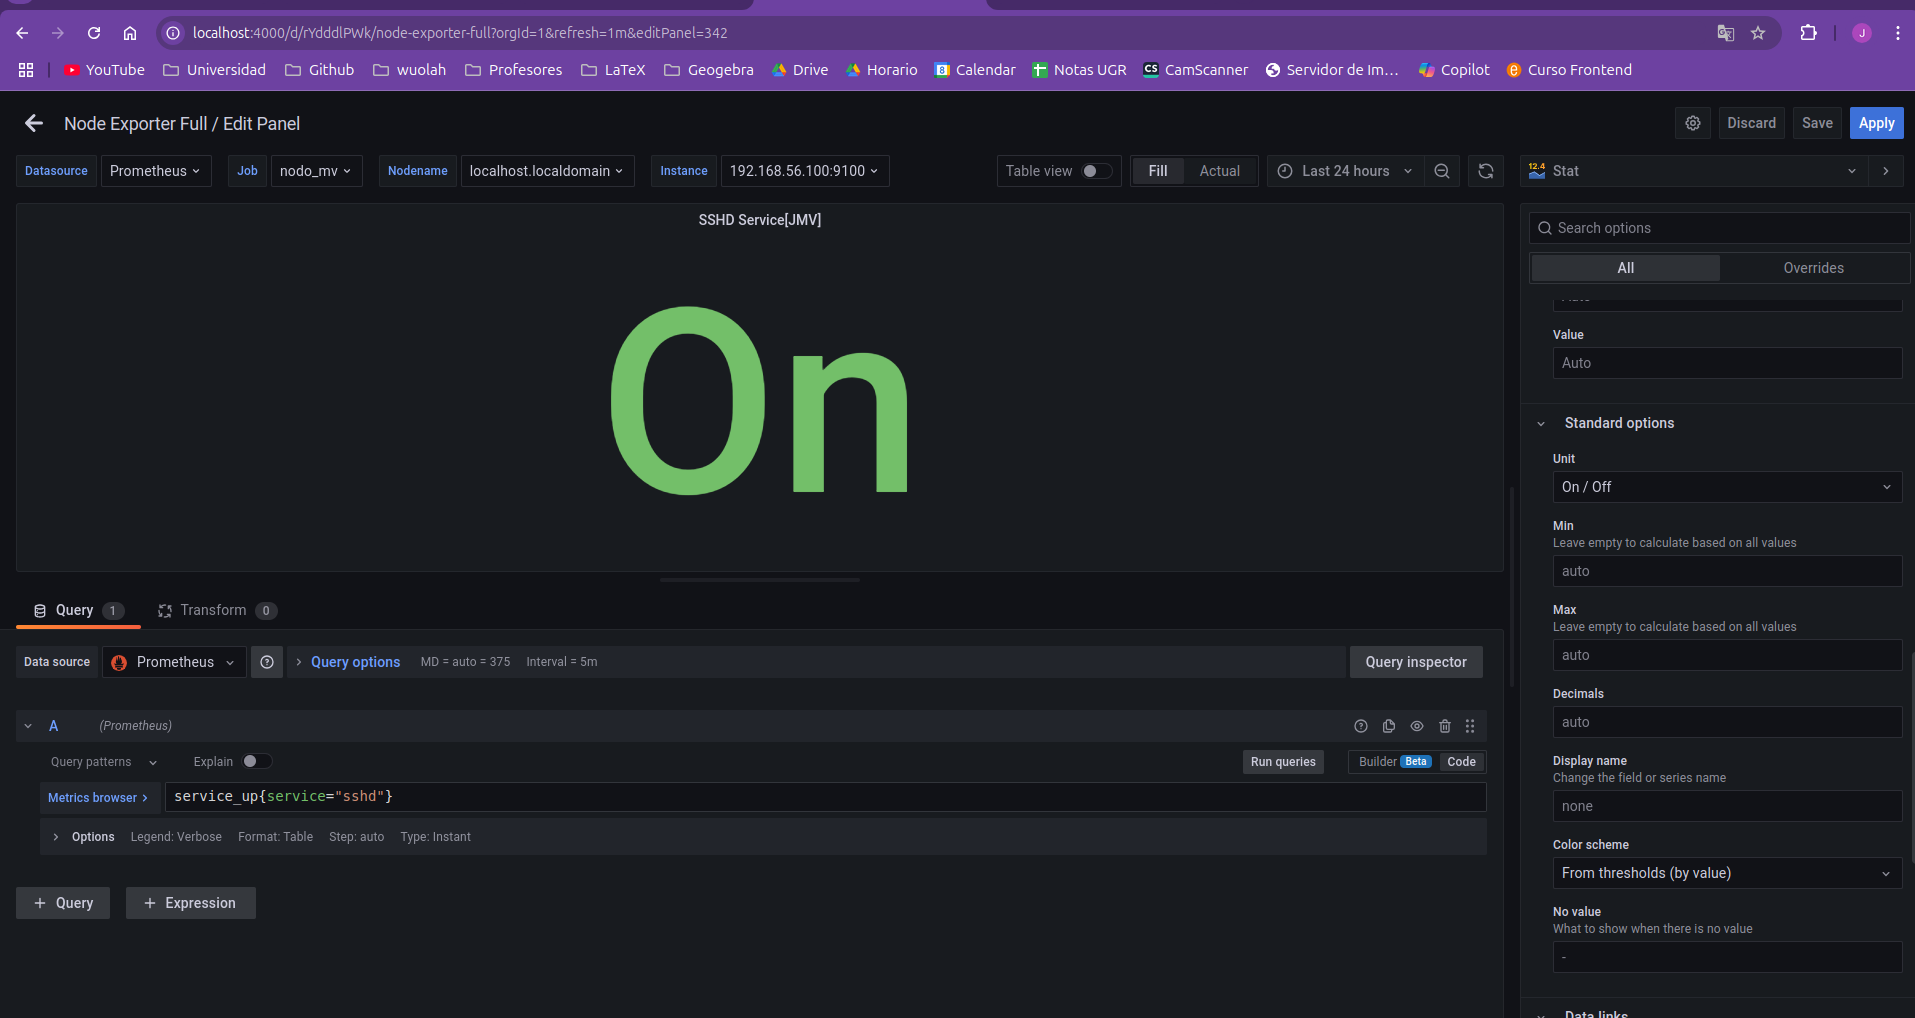 localhost:4000/d/rYdddlPWk/node-exporter-full?orgId=1&refresh=1m&editPanel=342
J
YouTube Universidad Github wuolah Profesores LaTeX Geogebra Drive Horario 8 Calendar Notas UGR CS CamScanner Servidor de Im... Copilot e Curso Frontend
Node Exporter Full / Edit Panel
Discard Save Apply
Datasource Prometheus Job nodo_mv Nodename localhost.localdomain Instance 192.168.56.100:9100 Table view Fill Actual Last 24 hours 12.4 Stat
SSHD Service[JMV]
On
Search options
All Overrides
Value
Auto
Standard options
Unit
On / Off
Min
Leave empty to calculate based on all values
auto
Max
Leave empty to calculate based on all values
auto
Decimals
auto
Display name
Change the field or series name
none
Color scheme
From thresholds (by value)
No value
What to show when there is no value
-
Data links
Query 1 Transform 0
Data source Prometheus Query options MD = auto = 375 Interval = 5m Query inspector
A (Prometheus)
Query patterns Explain Run queries Builder Beta Code
Metrics browser > service_up{service="sshd"}
Options Legend: Verbose Format: Table Step: auto Type: Instant
+ Query + Expression